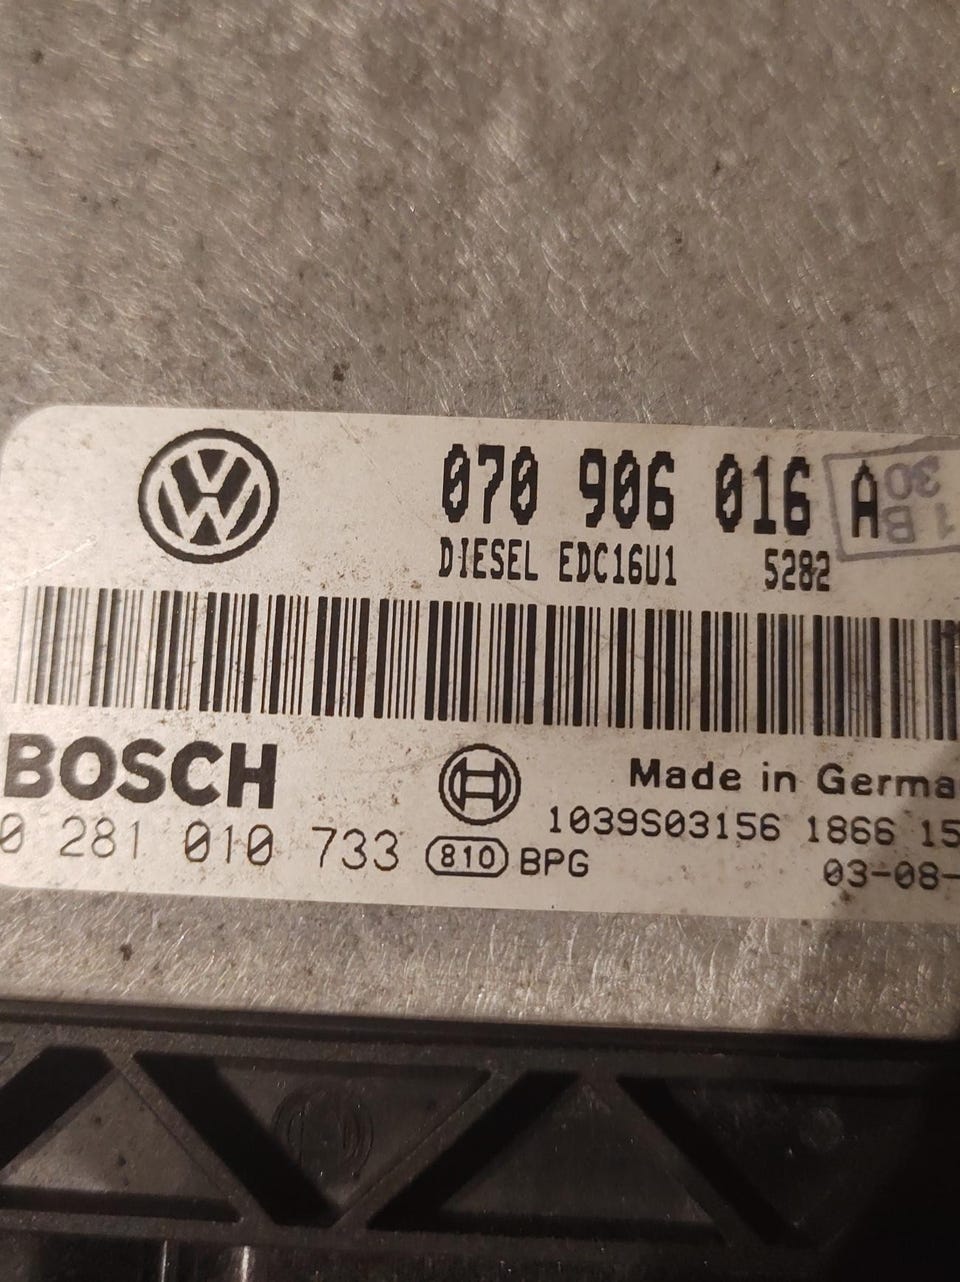 070 906 016 A
30
1 B
DIESEL EDC16U1 5282
BOSCH
Made in Germa
1039S03156 1866 15
0 281 010 733 810 BPG
03-08-